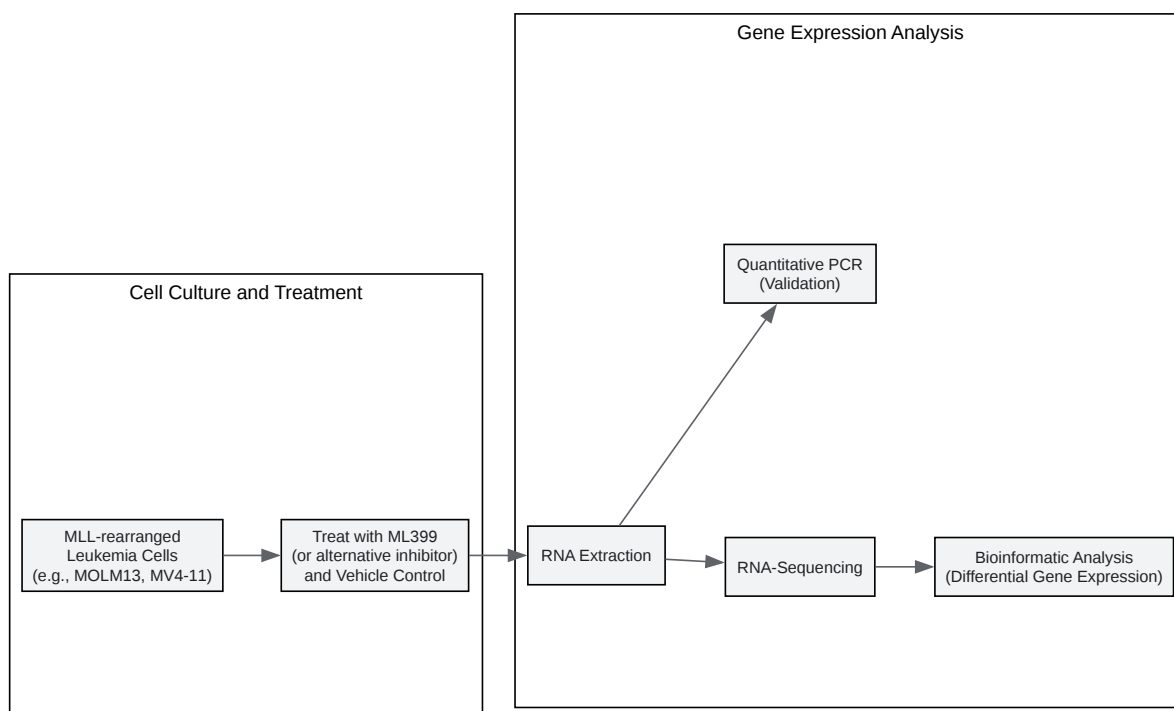 Gene Expression Analysis
Cell Culture and Treatment
Quantitative PCR
(Validation)
MLL-rearranged
Leukemia Cells
(e.g., MOLM13, MV4-11)
Treat with ML399
(or alternative inhibitor)
and Vehicle Control
RNA Extraction
RNA-Sequencing
Bioinformatic Analysis
(Differential Gene Expression)